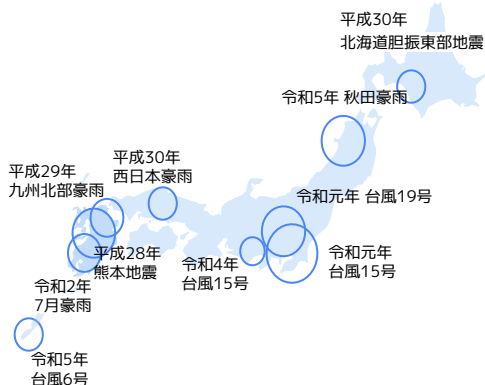 平成30年
北海道胆振東部地震
令和5年 秋田豪雨
平成29年
九州北部豪雨
平成30年
西日本豪雨
令和元年 台風19号
平成28年
熊本地震
令和4年
台風15号
令和元年
台風15号
令和2年
7月豪雨
令和5年
台風6号